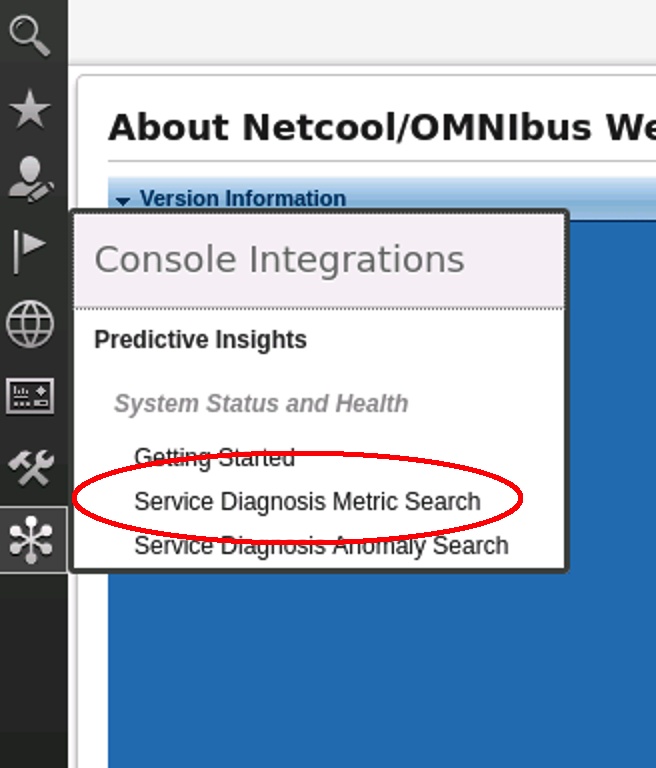 About Netcool/OMNIbus We
Version Information
Console Integrations
Predictive Insights
System Status and Health
Getting Started
Service Diagnosis Metric Search
Service Diagnosis Anomaly Search